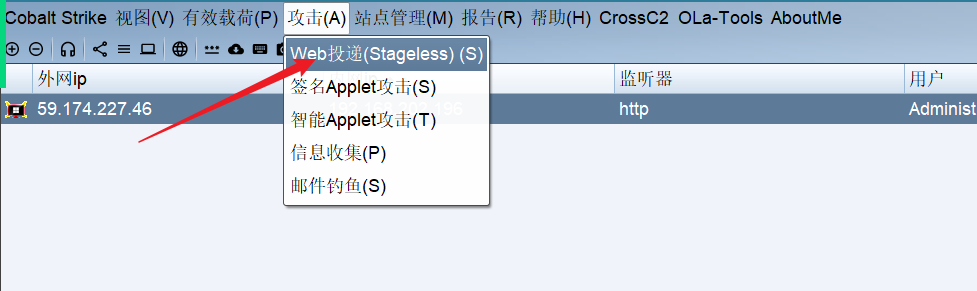 Cobalt Strike 视图(V) 有效载荷(P) 攻击(A) 站点管理(M) 报告(R) 帮助(H) CrossC2 OLa-Tools AboutMe
Web投递(Stageless) (S)
外网ip 监听器 用户
签名Applet攻击(S)
59.174.227.46 http Administ
智能Applet攻击(T)
信息收集(P)
邮件钓鱼(S)